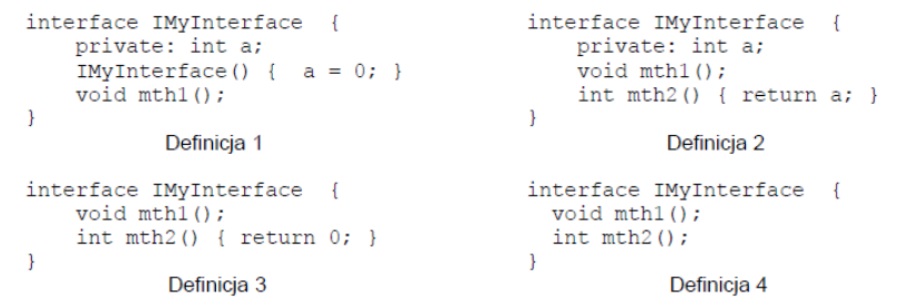 interface IMyInterface {
private: int a;
IMyInterface() { a = 0; }
void mth1();
}
Definicja 1
interface IMyInterface {
private: int a;
void mth1();
int mth2() { return a; }
}
Definicja 2
interface IMyInterface {
void mth1();
int mth2() { return 0; }
}
Definicja 3
interface IMyInterface {
void mth1();
int mth2();
}
Definicja 4